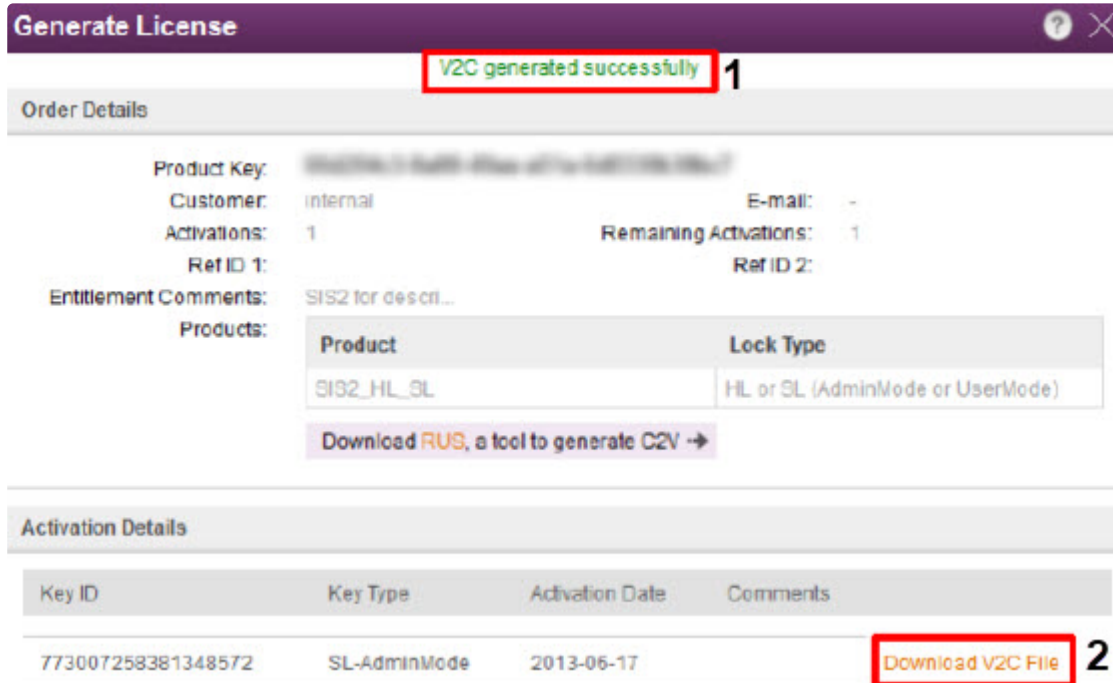 Generate License ?
V2C generated successfully 1
Order Details
Product Key:
Customer: internal E-mail: -
Activations: 1 Remaining Activations: 1
Ref ID 1: Ref ID 2:
Entitlement Comments: SIS2 for descri...
Products:
Product Lock Type
SIS2_HL_SL HL or SL (AdminMode or UserMode)
Download RUS, a tool to generate C2V →
Activation Details
Key ID Key Type Activation Date Comments
773007258381348572 SL-AdminMode 2013-06-17 Download V2C File 2